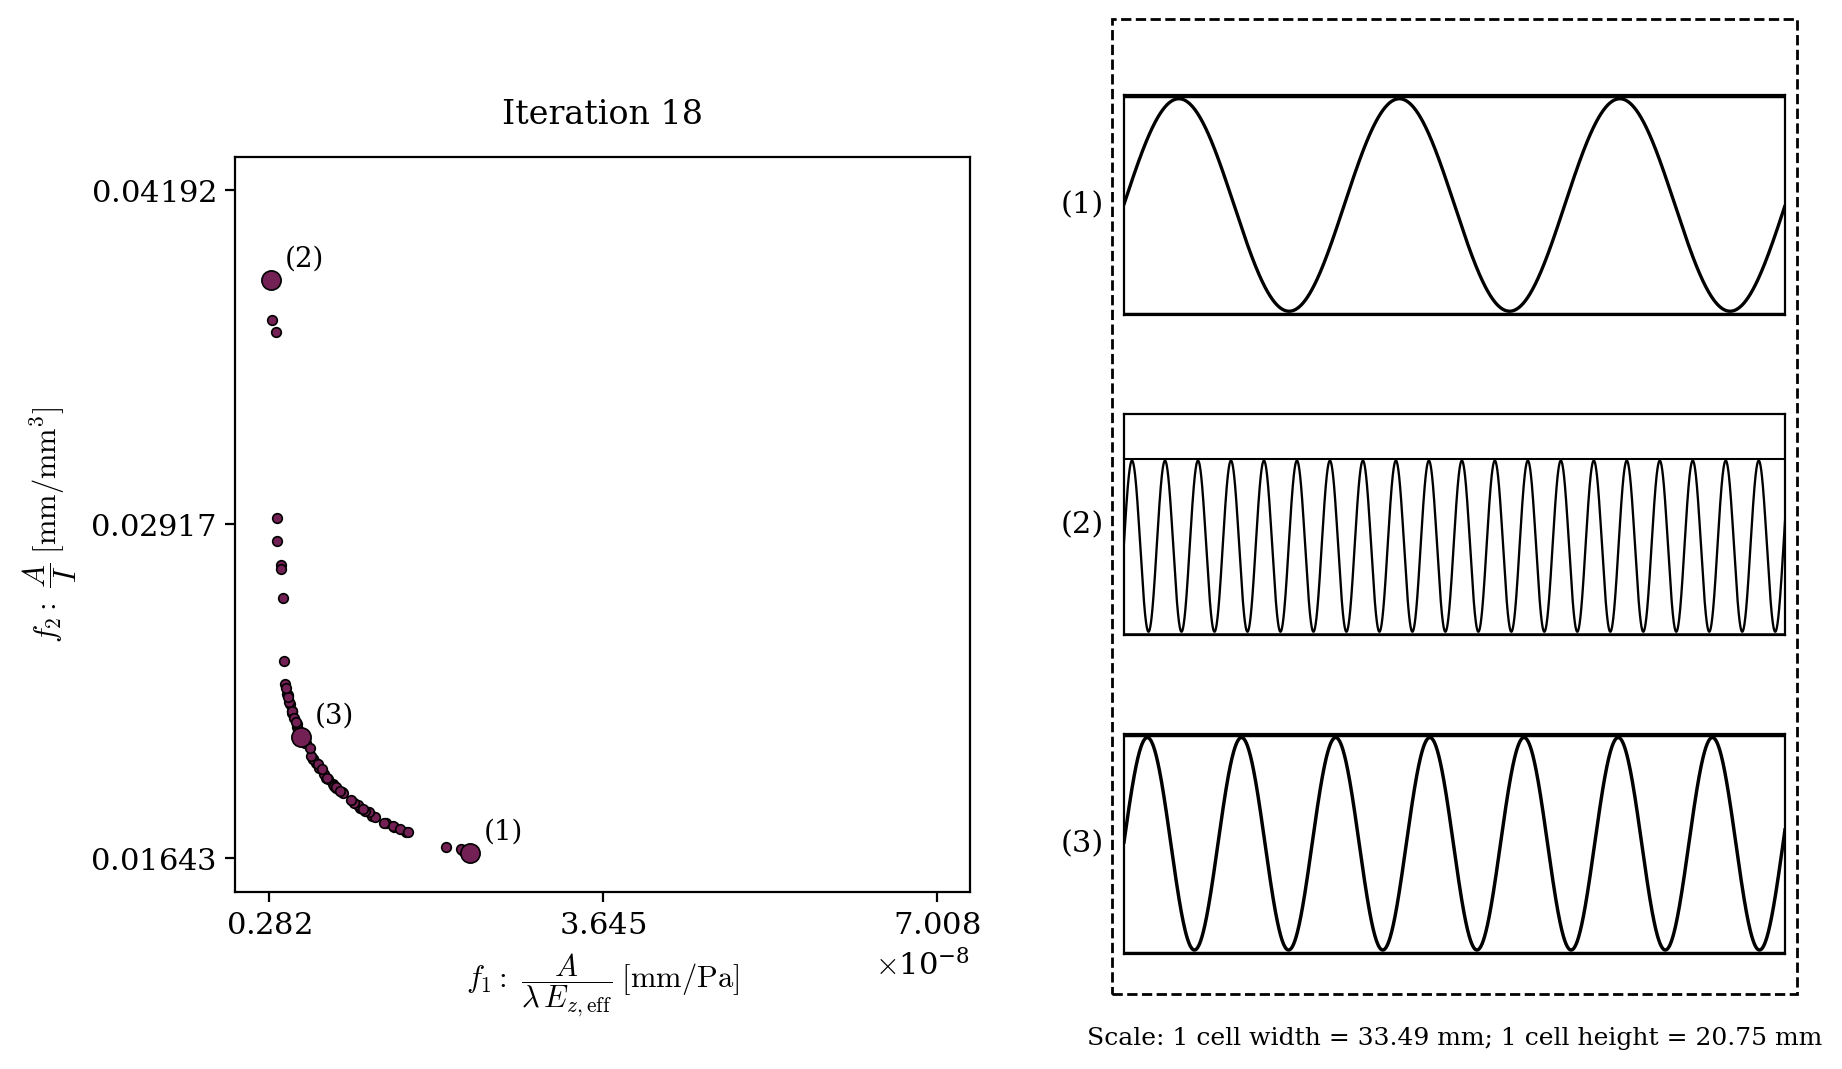 Iteration 18
0.04192
0.02917
0.01643
f₂ : A/I [mm/mm³]
(2)
(3)
(1)
0.282 3.645 7.008
×10⁻⁸
f₁ : A/(λ E_z,eff) [mm/Pa]
(1)
(2)
(3)
Scale: 1 cell width = 33.49 mm; 1 cell height = 20.75 mm